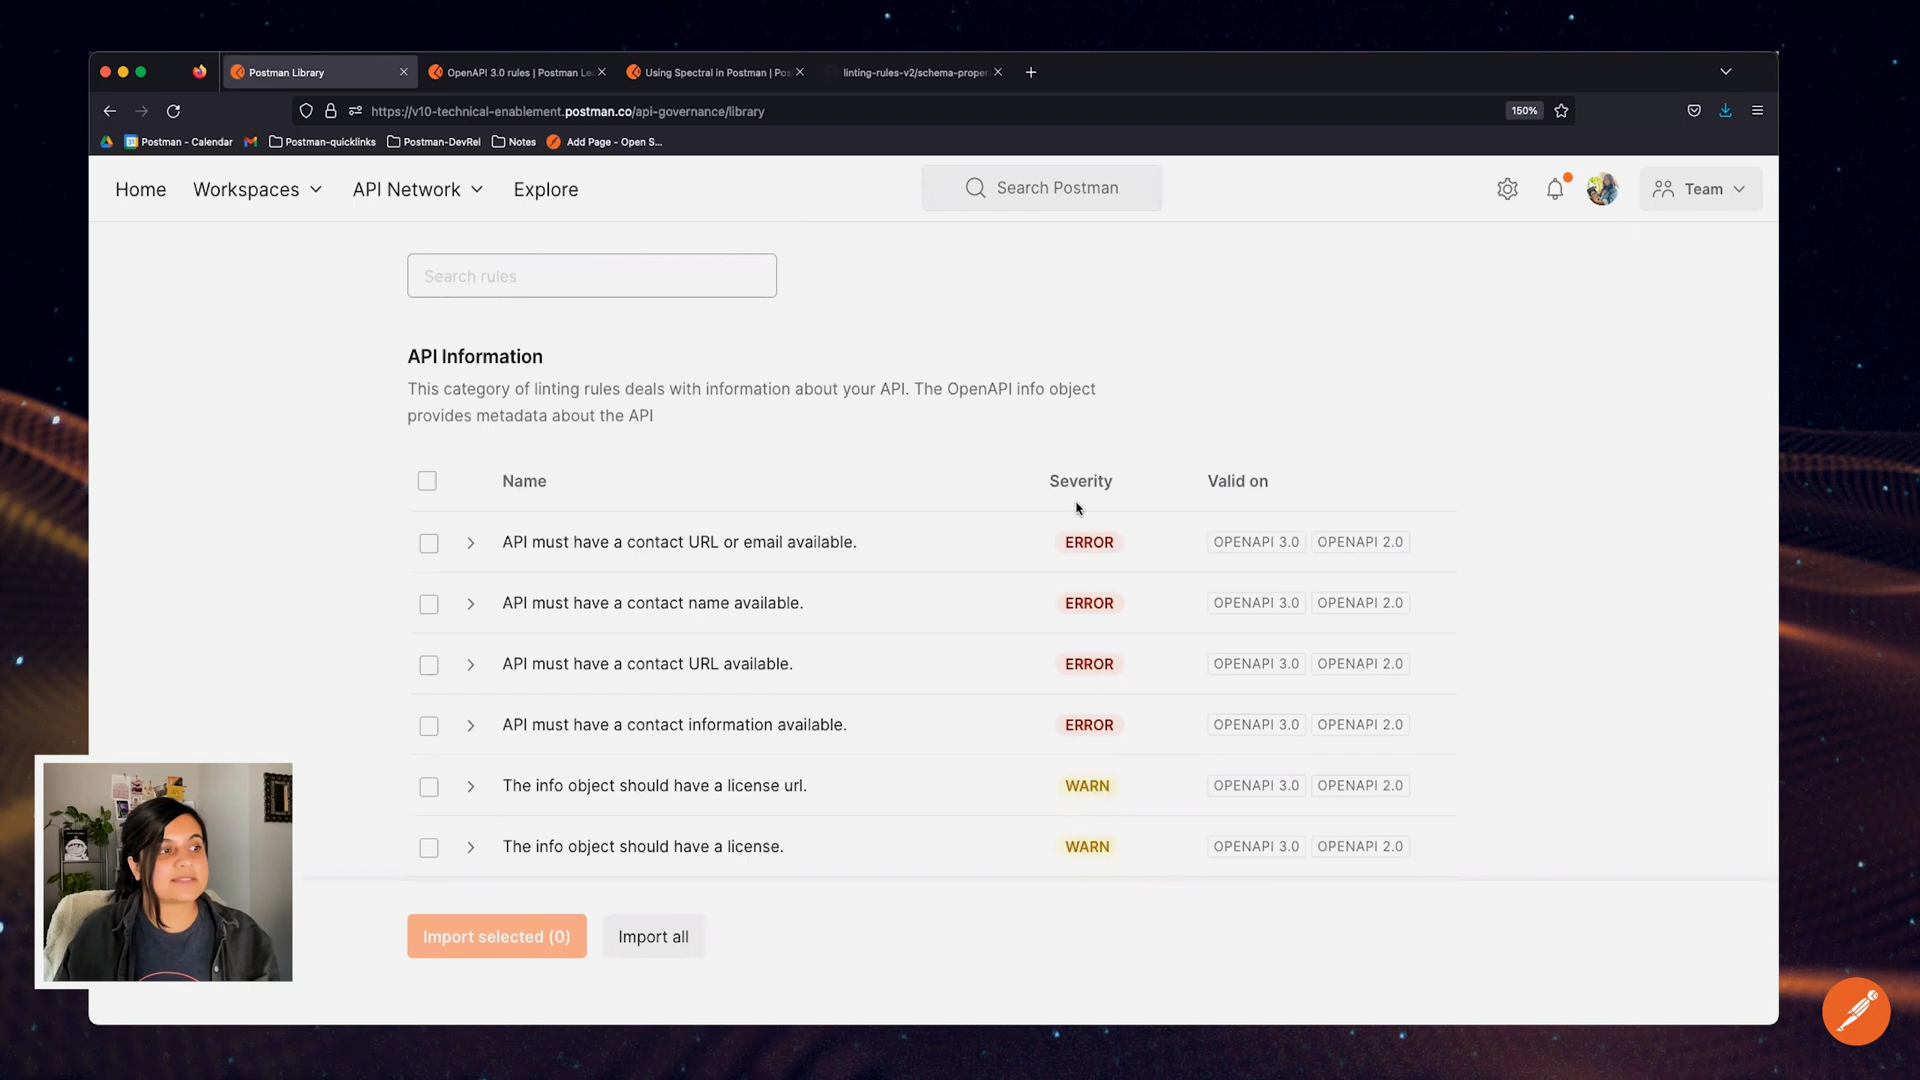 Postman Library
OpenAPI 3.0 rules | Postman Le
Using Spectral in Postman | Pos
linting-rules-v2/schema-proper
https://v10-technical-enablement.postman.co/api-governance/library
150%
Postman - Calendar
Postman-quicklinks
Postman-DevRel
Notes
Add Page - Open S...
Home
Workspaces
API Network
Explore
Search Postman
Team
Search rules
API Information
This category of linting rules deals with information about your API. The OpenAPI info object
provides metadata about the API
Name Severity Valid on
API must have a contact URL or email available. ERROR OPENAPI 3.0 OPENAPI 2.0
API must have a contact name available. ERROR OPENAPI 3.0 OPENAPI 2.0
API must have a contact URL available. ERROR OPENAPI 3.0 OPENAPI 2.0
API must have a contact information available. ERROR OPENAPI 3.0 OPENAPI 2.0
The info object should have a license url. WARN OPENAPI 3.0 OPENAPI 2.0
The info object should have a license. WARN OPENAPI 3.0 OPENAPI 2.0
Import selected (0)
Import all